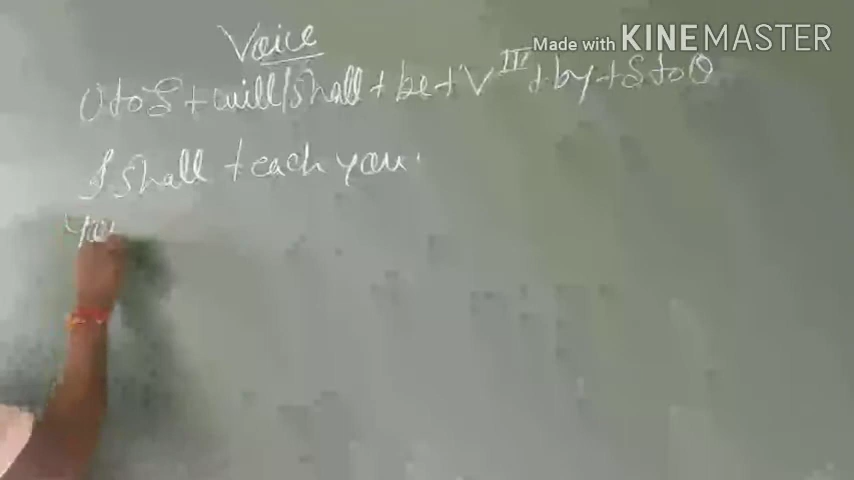 Made with KINEMASTER
Voice
O to S + will/shall + be + V III + by + S to O
I shall teach you.
You